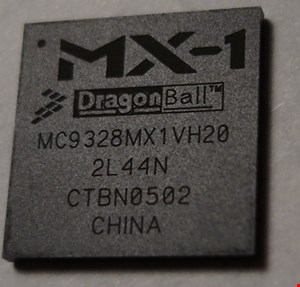 MX-1
DragonBall™
MC9328MX1VH20
2L44N
CTBN0502
CHINA